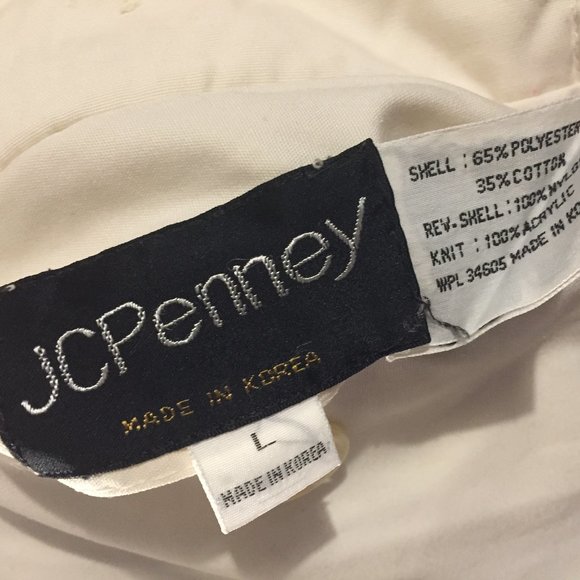 JCPenney
MADE IN KOREA
L
MADE IN KOREA
SHELL : 65% POLYESTER
35% COTTON
REV-SHELL : 100%
KNIT : 100% ACRYLIC
WPL 34605 MADE IN